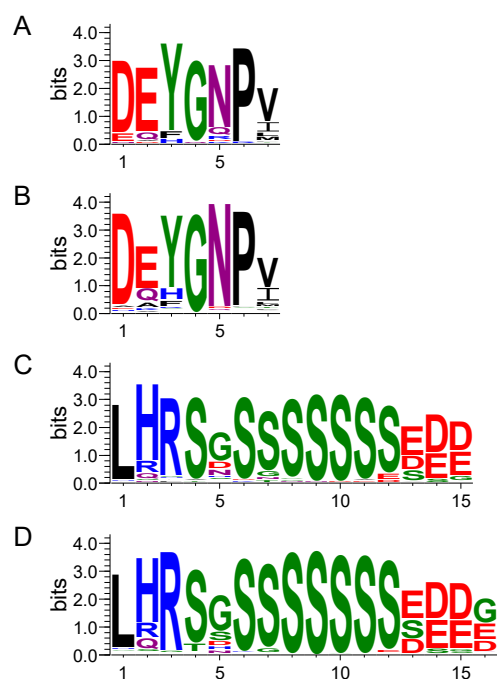 A
4.0
3.0
2.0
1.0
0.0
bits
DEYGNPV
E Q F Q I
H R L
M
1 5
B
4.0
3.0
2.0
1.0
0.0
bits
DEYGNPV
Q H I
A F
1 5
C
4.0
3.0
2.0
1.0
0.0
bits
LHRSGSSSSSSSEDD
R D E D E E
Q N S
1 5 10 15
D
4.0
3.0
2.0
1.0
0.0
bits
LHRSGSSSSSSSEDDG
R S S E E E
Q T D D D
1 5 10 15